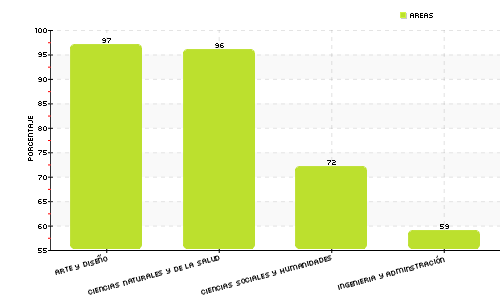 AREAS
100
97
96
95
90
85
80
75
72
70
65
60
59
55
PORCENTAJE
ARTE Y DISEÑO
CIENCIAS NATURALES Y DE LA SALUD
CIENCIAS SOCIALES Y HUMANIDADES
INGENIERIA Y ADMINSTRACIÓN